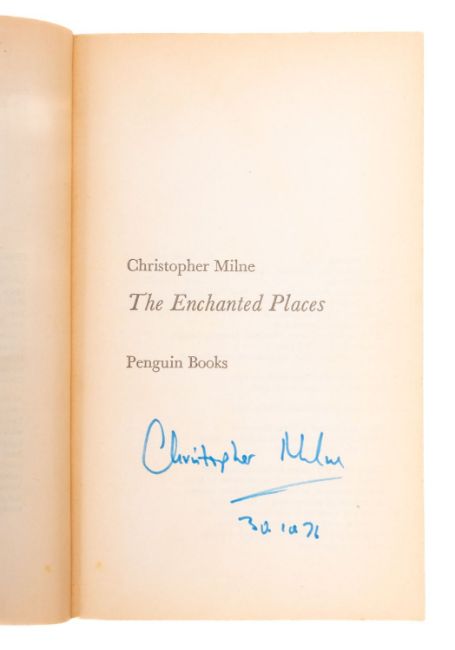 Christopher Milne
The Enchanted Places
Penguin Books
Christopher Milne
30 10 76